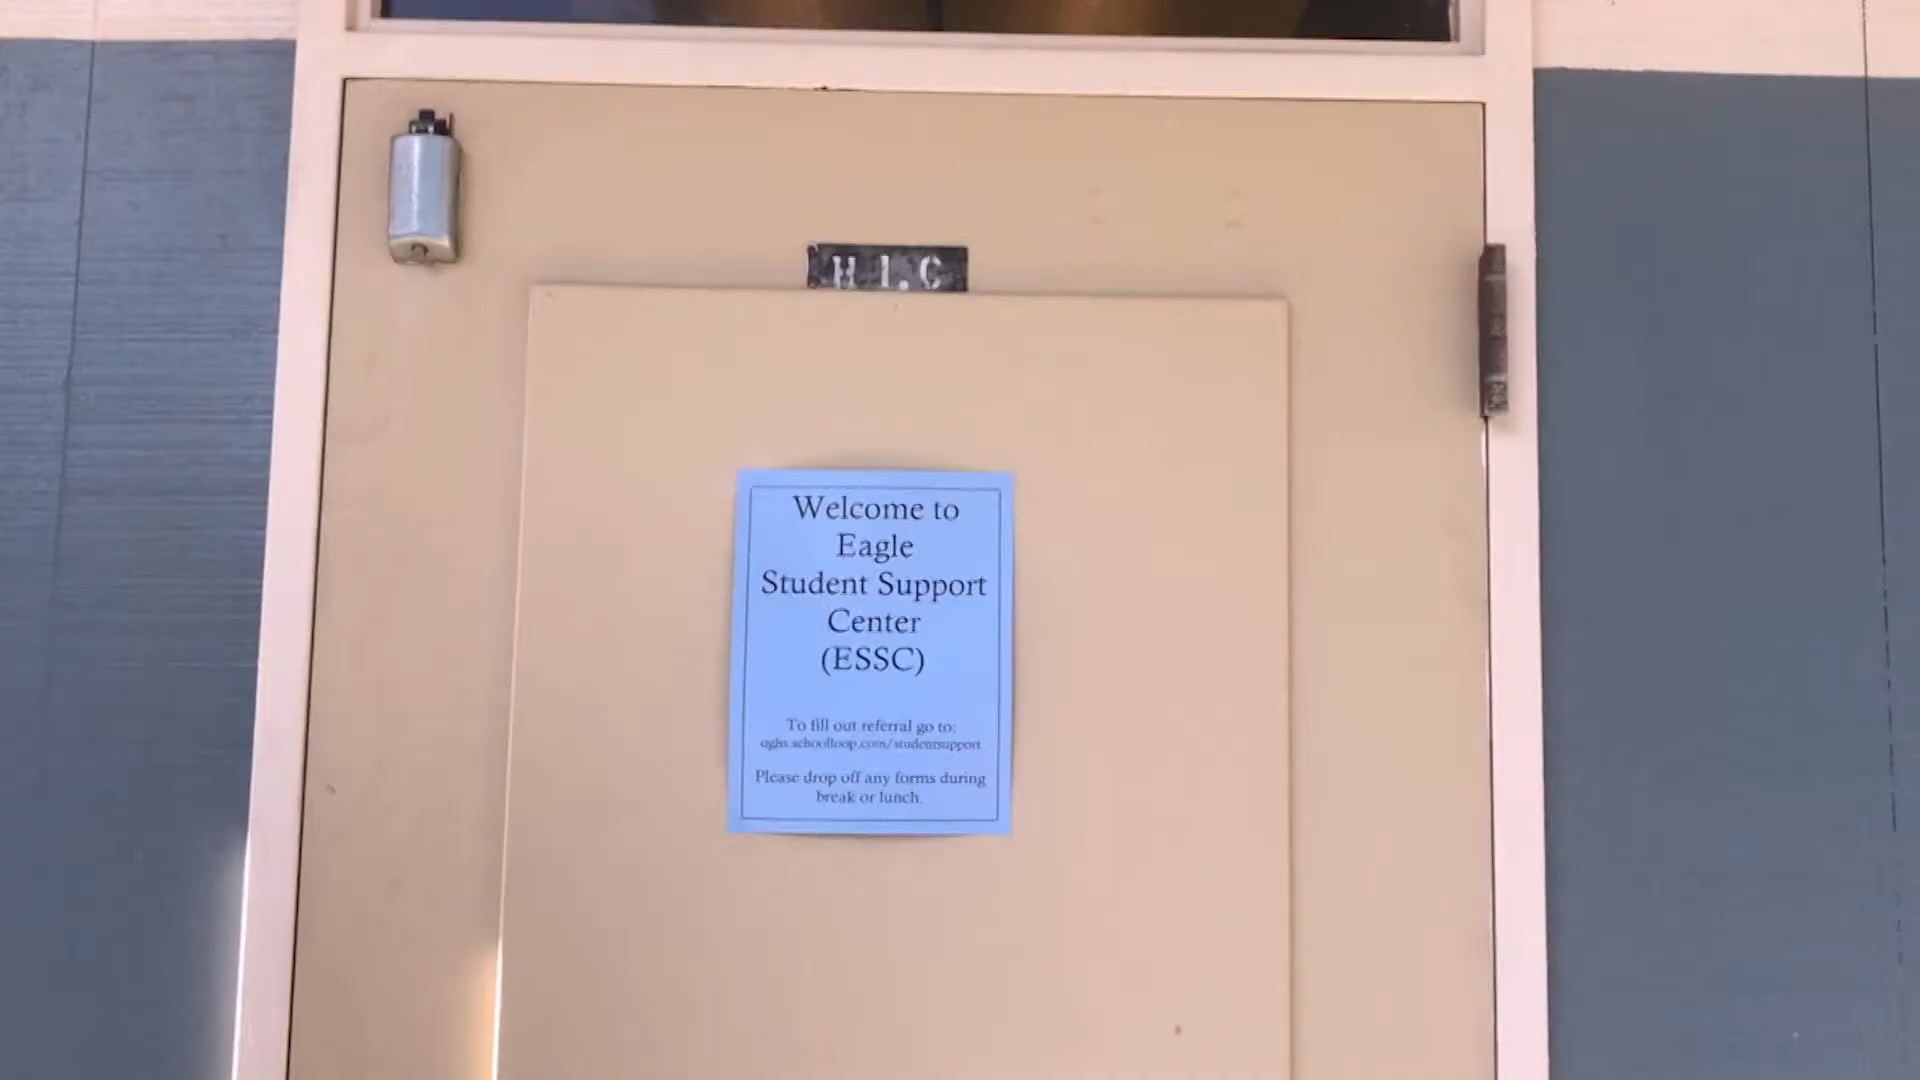 H I.C
Welcome to
Eagle
Student Support
Center
(ESSC)
To fill out referral go to:
oghs.schoolloop.com/studentsupport
Please drop off any forms during
break or lunch.